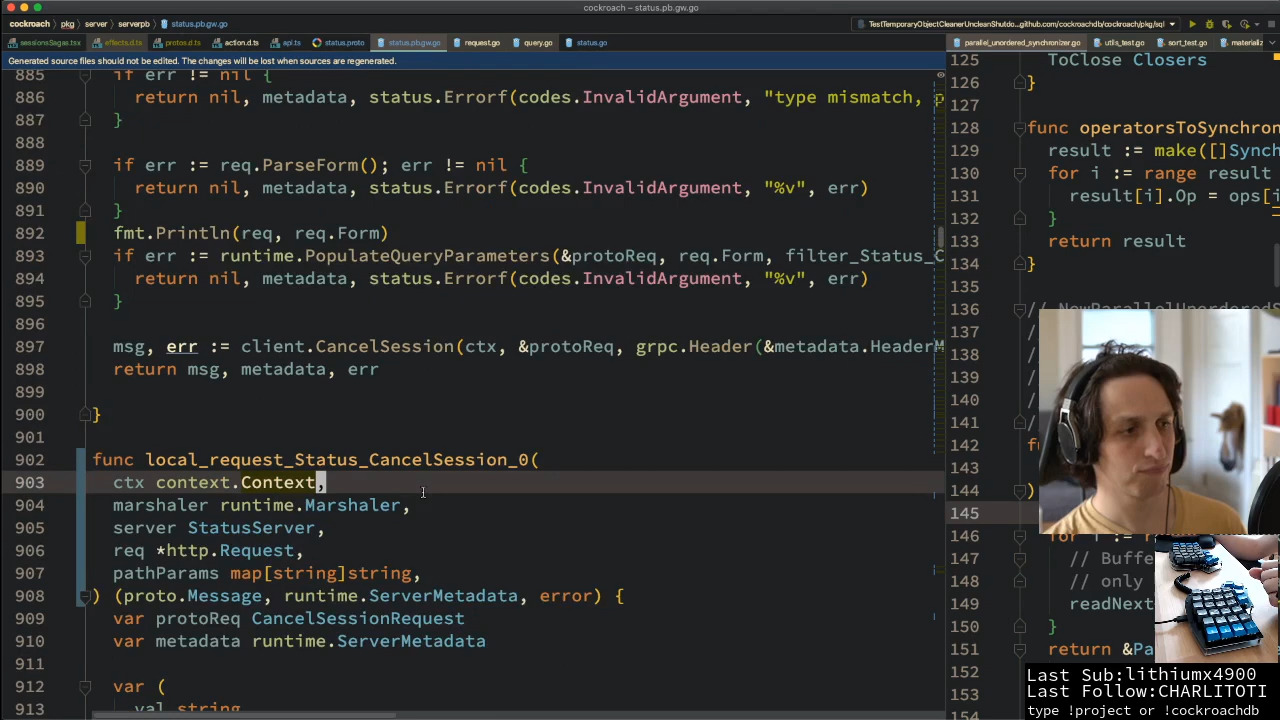 cockroach – status.pb.gw.go
cockroach
pkg
server
serverpb
status.pb.gw.go
TestTemporaryObjectCleanerUncleanShutdo...github.com/cockroachdb/cockroach/pkg/sql
sessionsSagas.tsx
effects.d.ts
protos.d.ts
action.d.ts
api.ts
status.proto
status.pb.gw.go
request.go
query.go
status.go
parallel_unordered_synchronizer.go
utils_test.go
sort_test.go
Generated source files should not be edited. The changes will be lost when sources are regenerated.
885 if err != nil {
886 return nil, metadata, status.Errorf(codes.InvalidArgument, "type mismatch, p
887 }
888
889 if err := req.ParseForm(); err != nil {
890 return nil, metadata, status.Errorf(codes.InvalidArgument, "%v", err)
891 }
892 fmt.Println(req, req.Form)
893 if err := runtime.PopulateQueryParameters(&protoReq, req.Form, filter_Status_C
894 return nil, metadata, status.Errorf(codes.InvalidArgument, "%v", err)
895 }
896
897 msg, err := client.CancelSession(ctx, &protoReq, grpc.Header(&metadata.HeaderM
898 return msg, metadata, err
899
900 }
901
902 func local_request_Status_CancelSession_0(
903 ctx context.Context,
904 marshaler runtime.Marshaler,
905 server StatusServer,
906 req *http.Request,
907 pathParams map[string]string,
908 ) (proto.Message, runtime.ServerMetadata, error) {
909 var protoReq CancelSessionRequest
910 var metadata runtime.ServerMetadata
911
912 var (
913 val string
125 ToClose Closers
126 }
127
128 func operatorsToSynchron
129 result := make([]Synch
130 for i := range result
131 result[i].Op = ops[i
132 }
133 return result
134 }
135
136 // NewParallelUnorderedS
137 //
138 //
139 /
140 /
141 //
142 fu
143
144 )
145
146 for i :=
147 // Buff
148 // only
149 readNext
150 }
151 return &Pa
152
153
154
Last Sub:lithiumx4900
Last Follow:CHARLITOTI
type !project or !cockroachdb